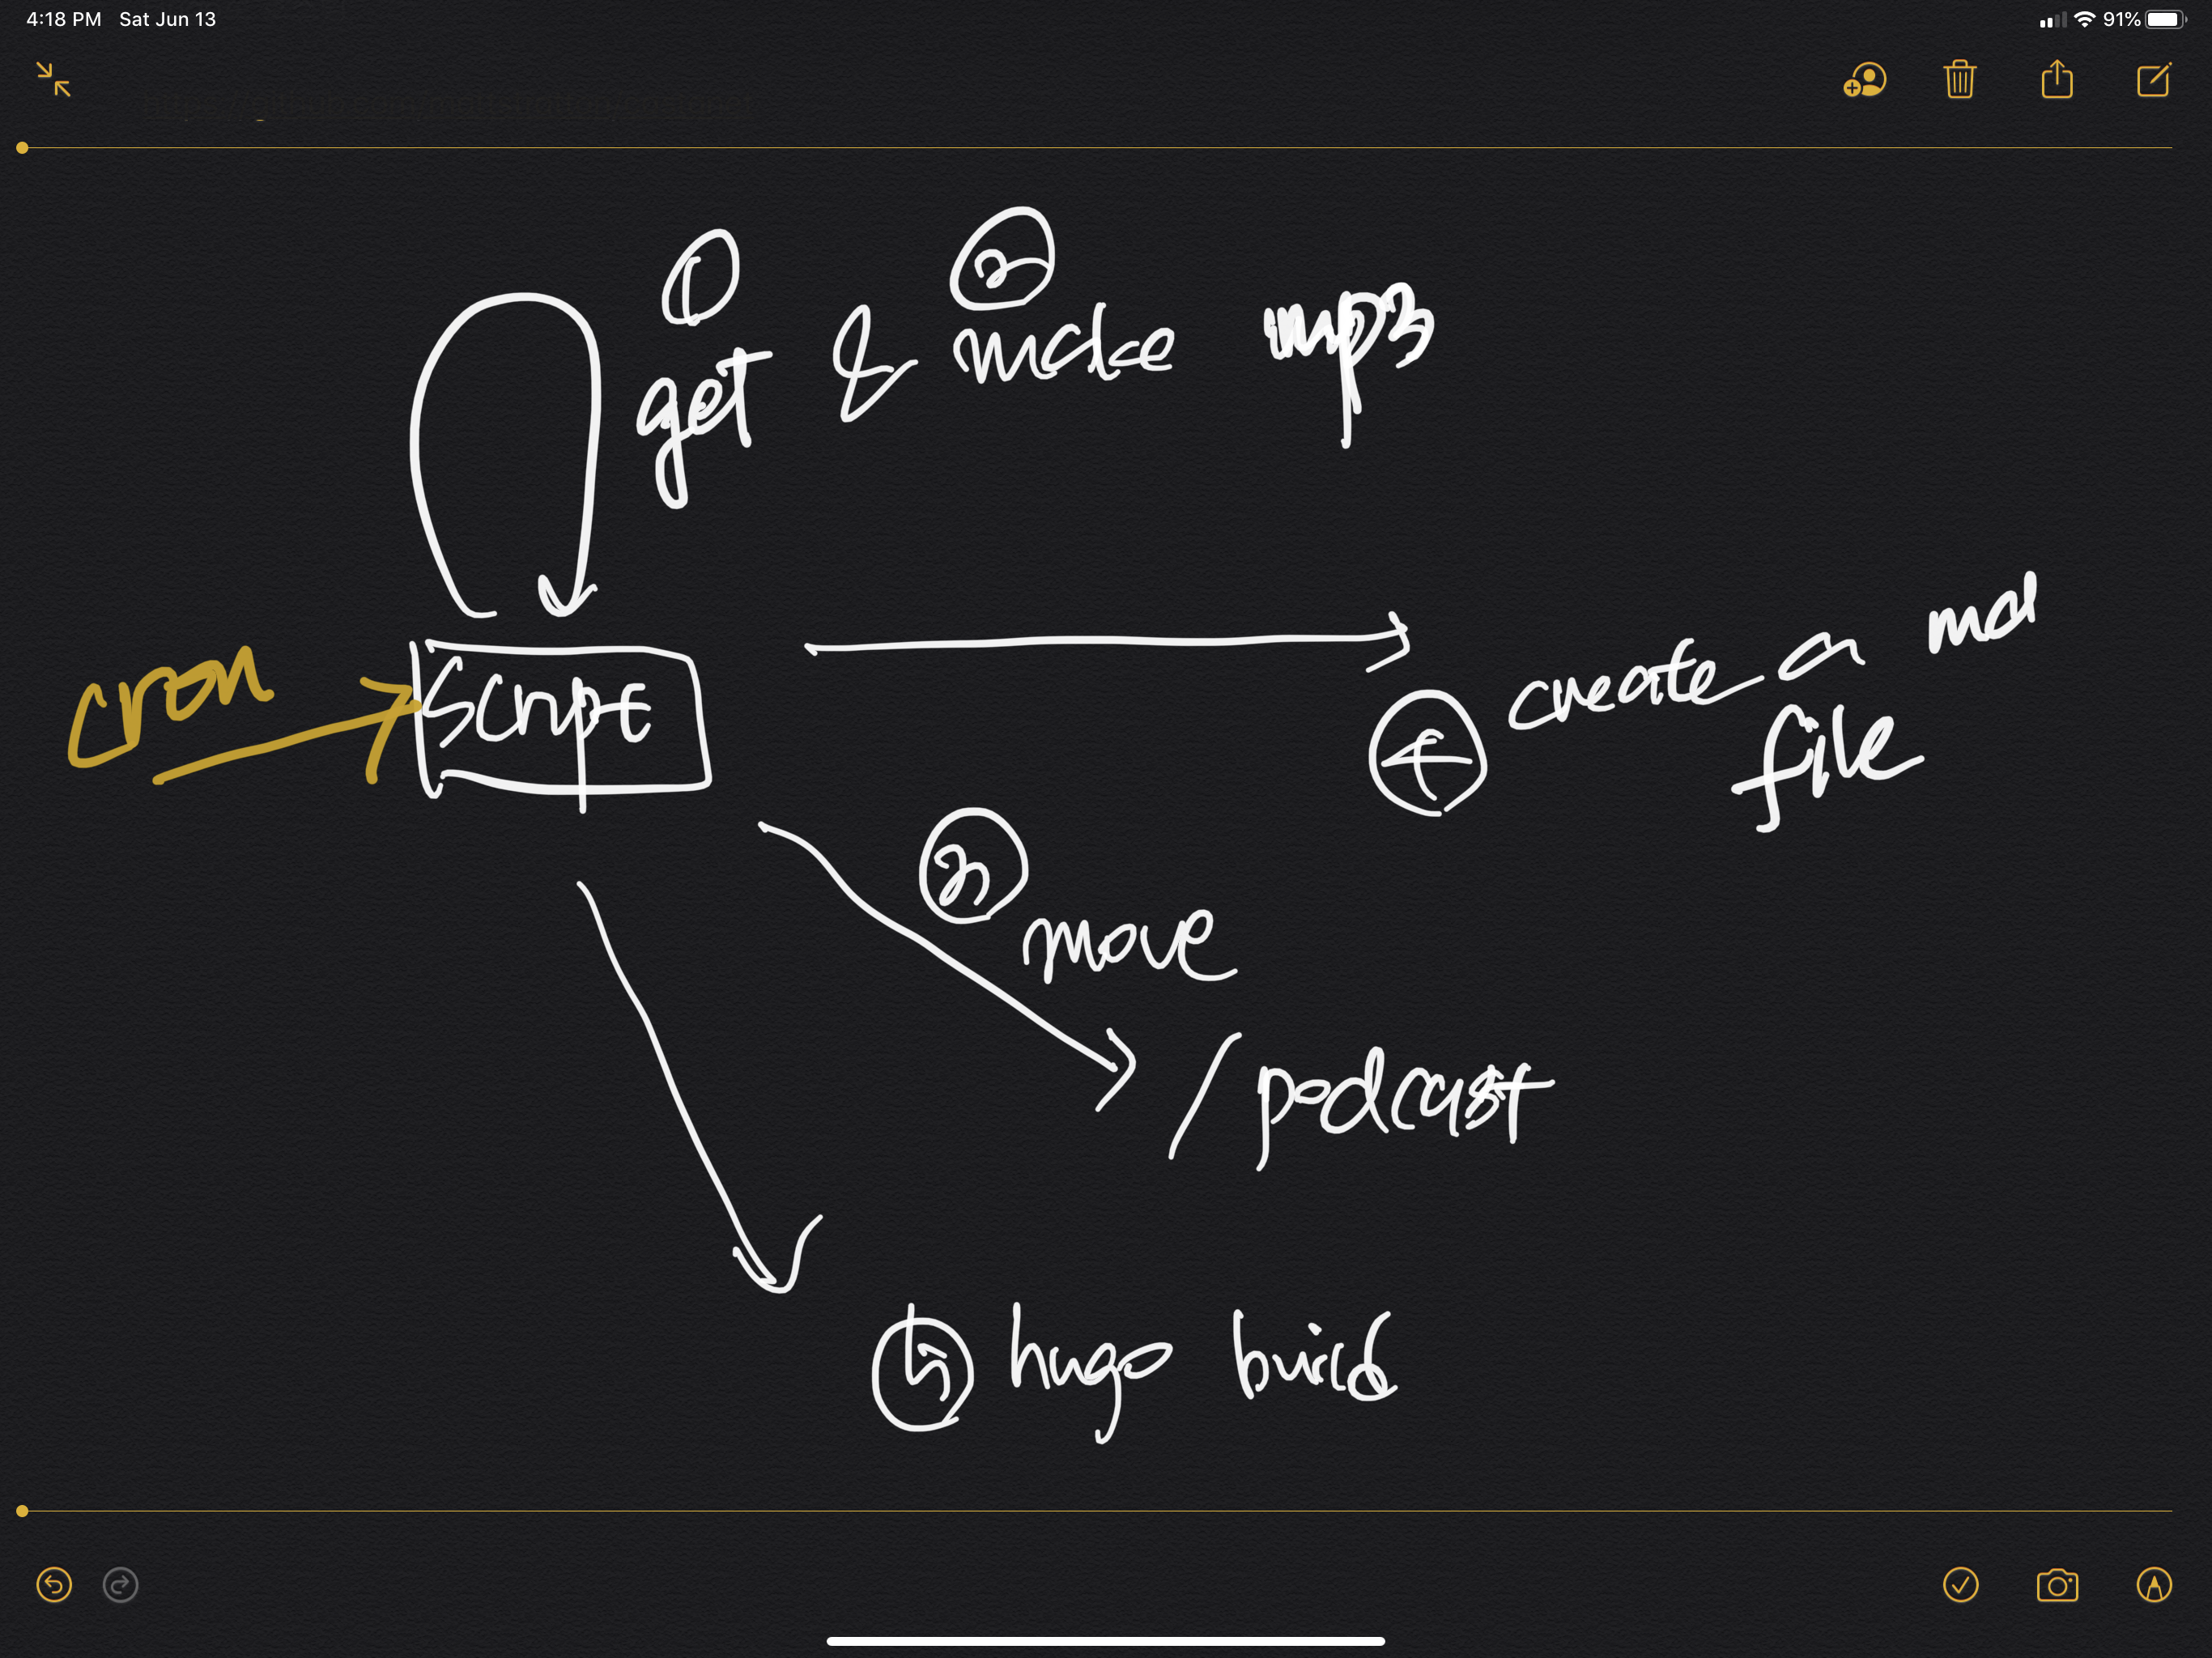 4:18 PM Sat Jun 13
91%
1 2
get & make mp3
cron
script
4 create a md
file
3
move
/podcast
5 hugo build